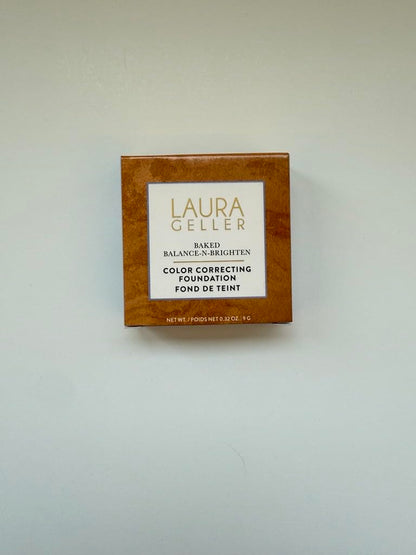 LAURA
GELLER
BAKED
BALANCE-N-BRIGHTEN
COLOR CORRECTING
FOUNDATION
FOND DE TEINT
NET WT. / POIDS NET 0.32 OZ., 9 G